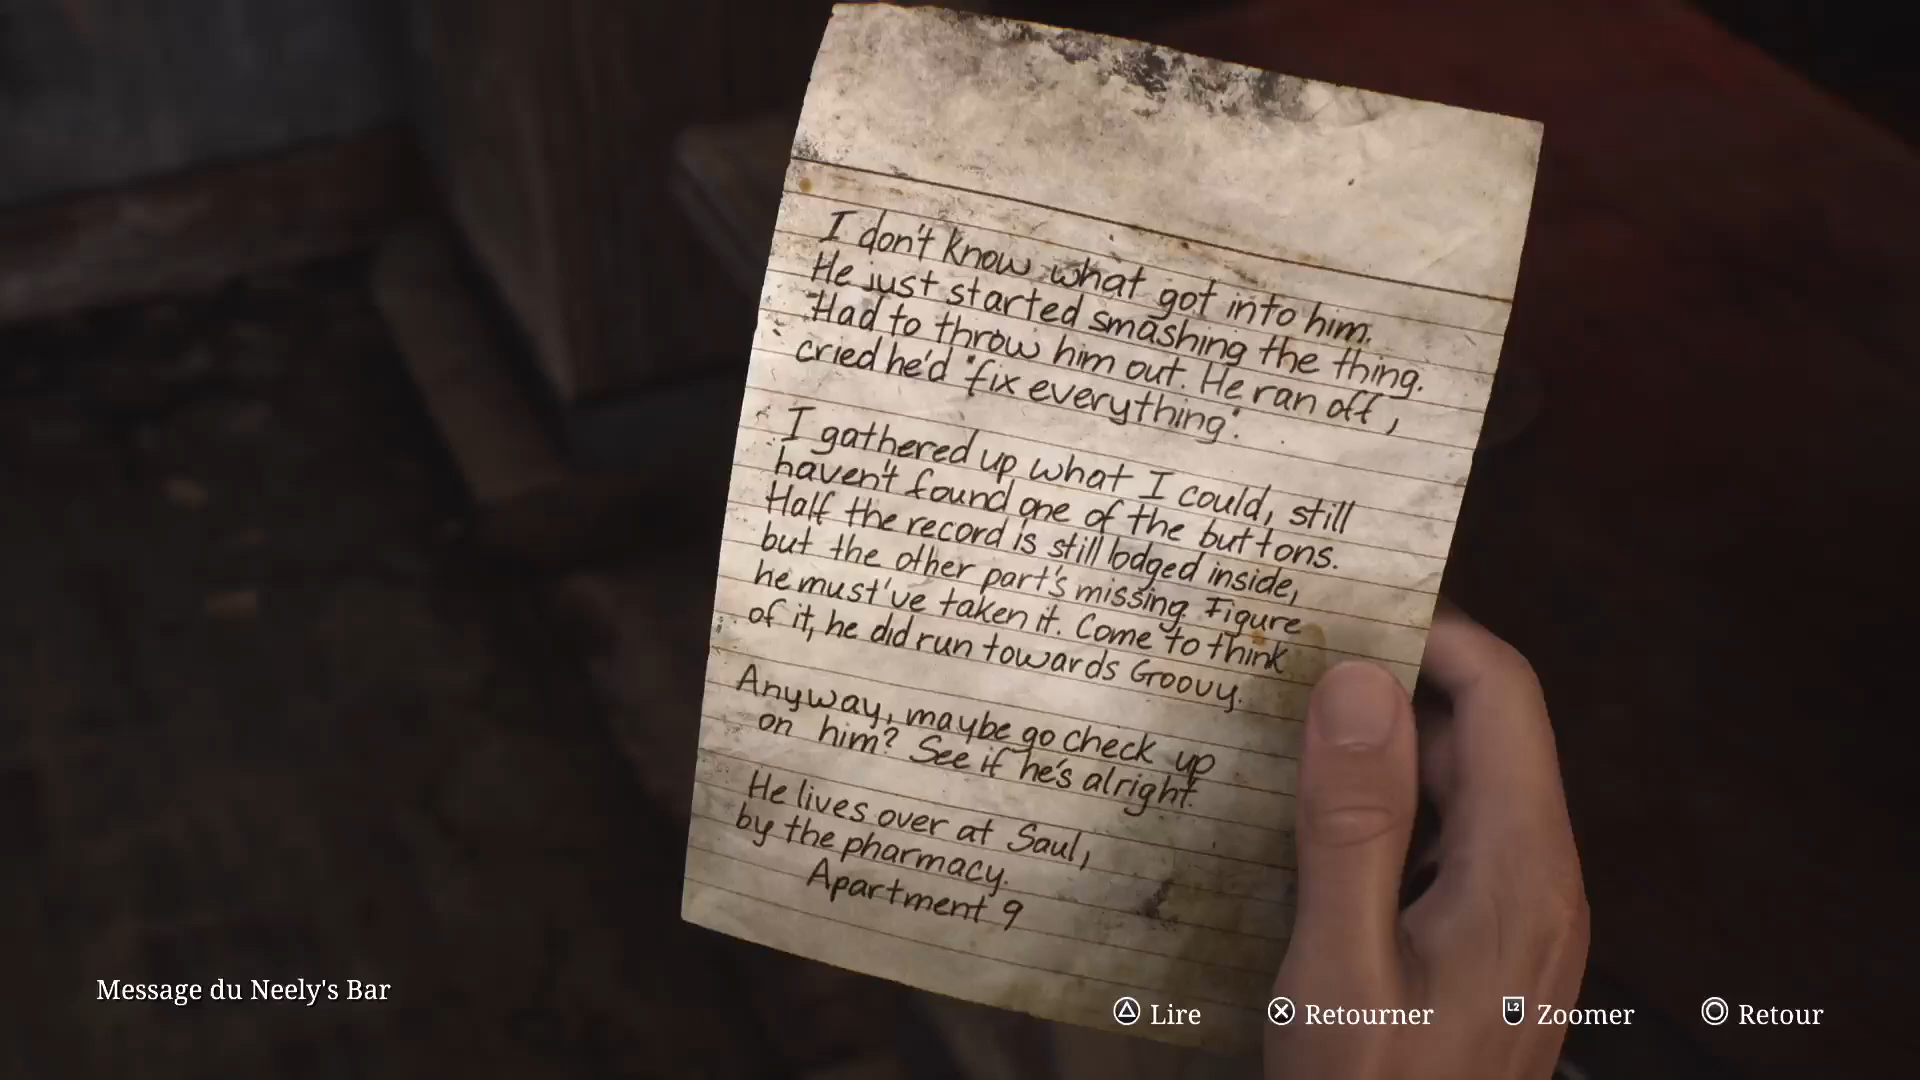 I don't know what got into him.
He just started smashing the thing.
Had to throw him out. He ran off,
cried he'd "fix everything".
I gathered up what I could, still
haven't found one of the buttons.
Half the record is still lodged inside,
but the other part's missing. Figure
he must've taken it. Come to think
of it, he did run towards Groovy.
Anyway, maybe go check up
on him? See if he's alright.
He lives over at Saul,
by the pharmacy.
Apartment 9
Message du Neely's Bar
Lire
Retourner
L2 Zoomer
Retour